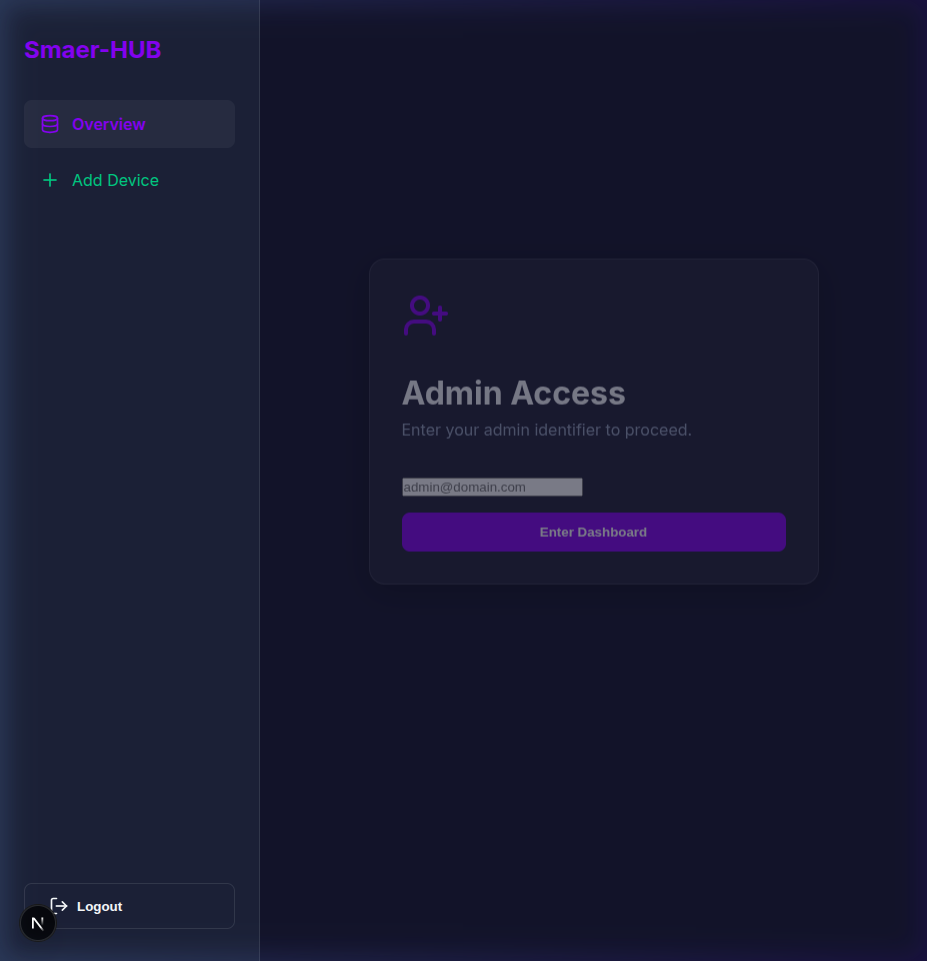 Smaer-HUB
Overview
Add Device
Admin Access
Enter your admin identifier to proceed.
admin@domain.com
Enter Dashboard
Logout
N